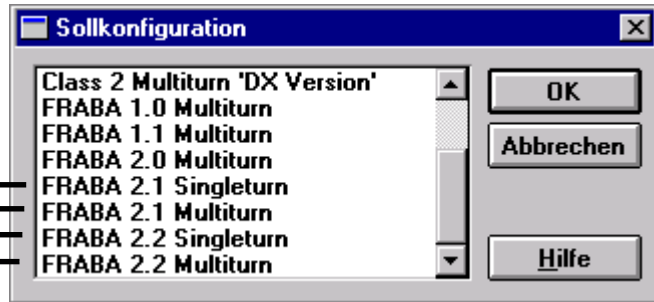 Sollkonfiguration
Class 2 Multiturn 'DX Version'
FRABA 1.0 Multiturn
FRABA 1.1 Multiturn
FRABA 2.0 Multiturn
FRABA 2.1 Singleturn
FRABA 2.1 Multiturn
FRABA 2.2 Singleturn
FRABA 2.2 Multiturn
OK
Abbrechen
Hilfe